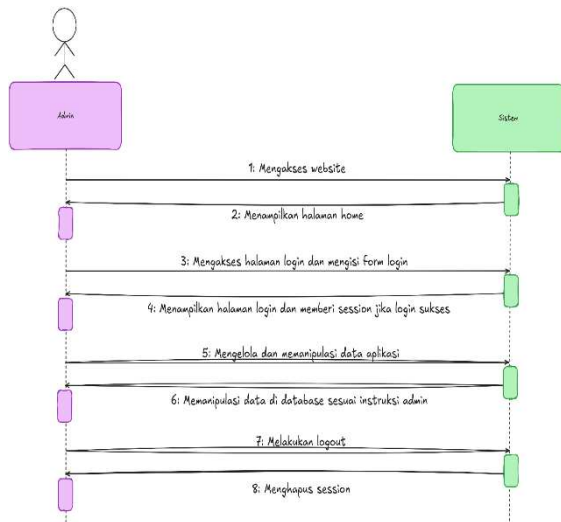 Admin
Sistem
1: Mengakses website
2: Menampilkan halaman home
3: Mengakses halaman login dan mengisi form login
4: Menampilkan halaman login dan memberi session jika login sukses
5: Mengelola dan memanipulasi data aplikasi
6: Memanipulasi data di database sesuai instruksi admin
7: Melakukan logout
8: Menghapus session